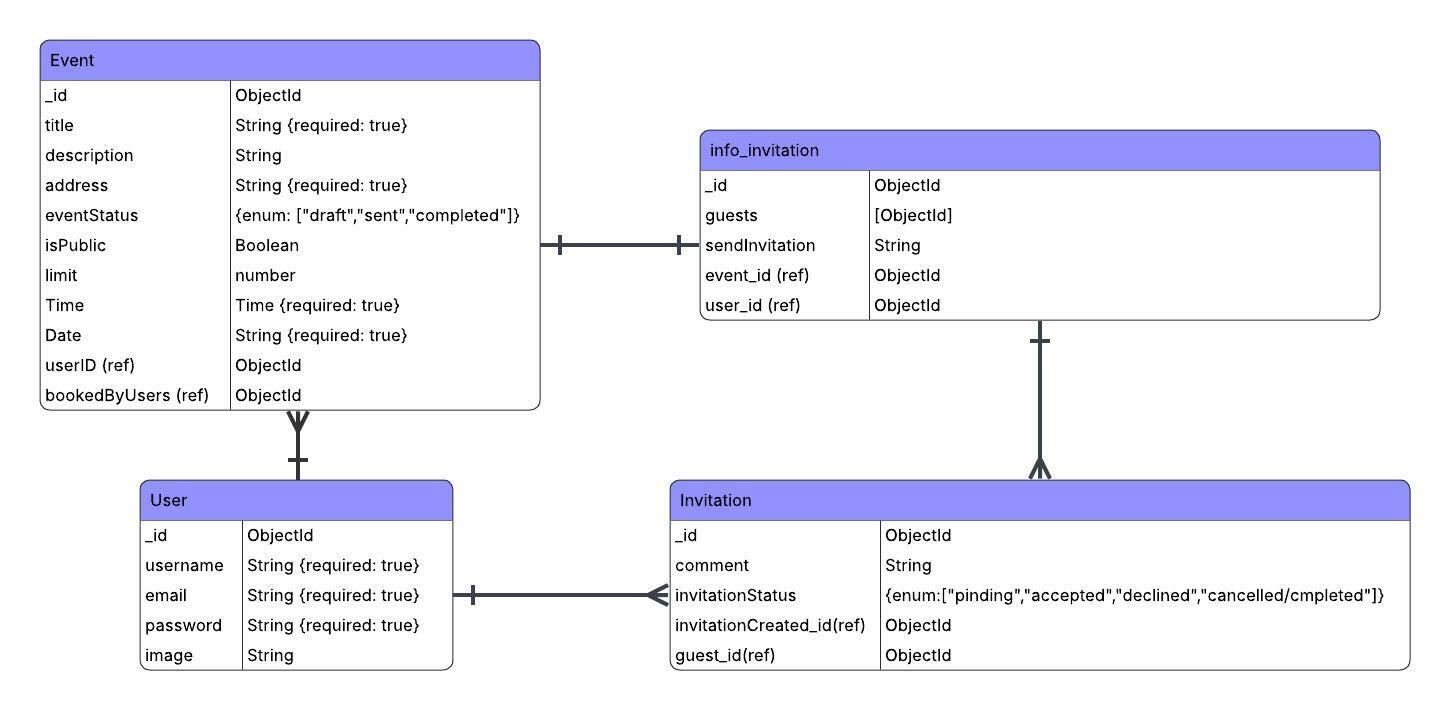 Event
_id ObjectId
title String {required: true}
description String
address String {required: true}
eventStatus {enum: ["draft","sent","completed"]}
isPublic Boolean
limit number
Time Time {required: true}
Date String {required: true}
userID (ref) ObjectId
bookedByUsers (ref) ObjectId
info_invitation
_id ObjectId
guests [ObjectId]
sendInvitation String
event_id (ref) ObjectId
user_id (ref) ObjectId
User
_id ObjectId
username String {required: true}
email String {required: true}
password String {required: true}
image String
Invitation
_id ObjectId
comment String
invitationStatus {enum:["pinding","accepted","declined","cancelled/cmpleted"]}
invitationCreated_id(ref) ObjectId
guest_id(ref) ObjectId